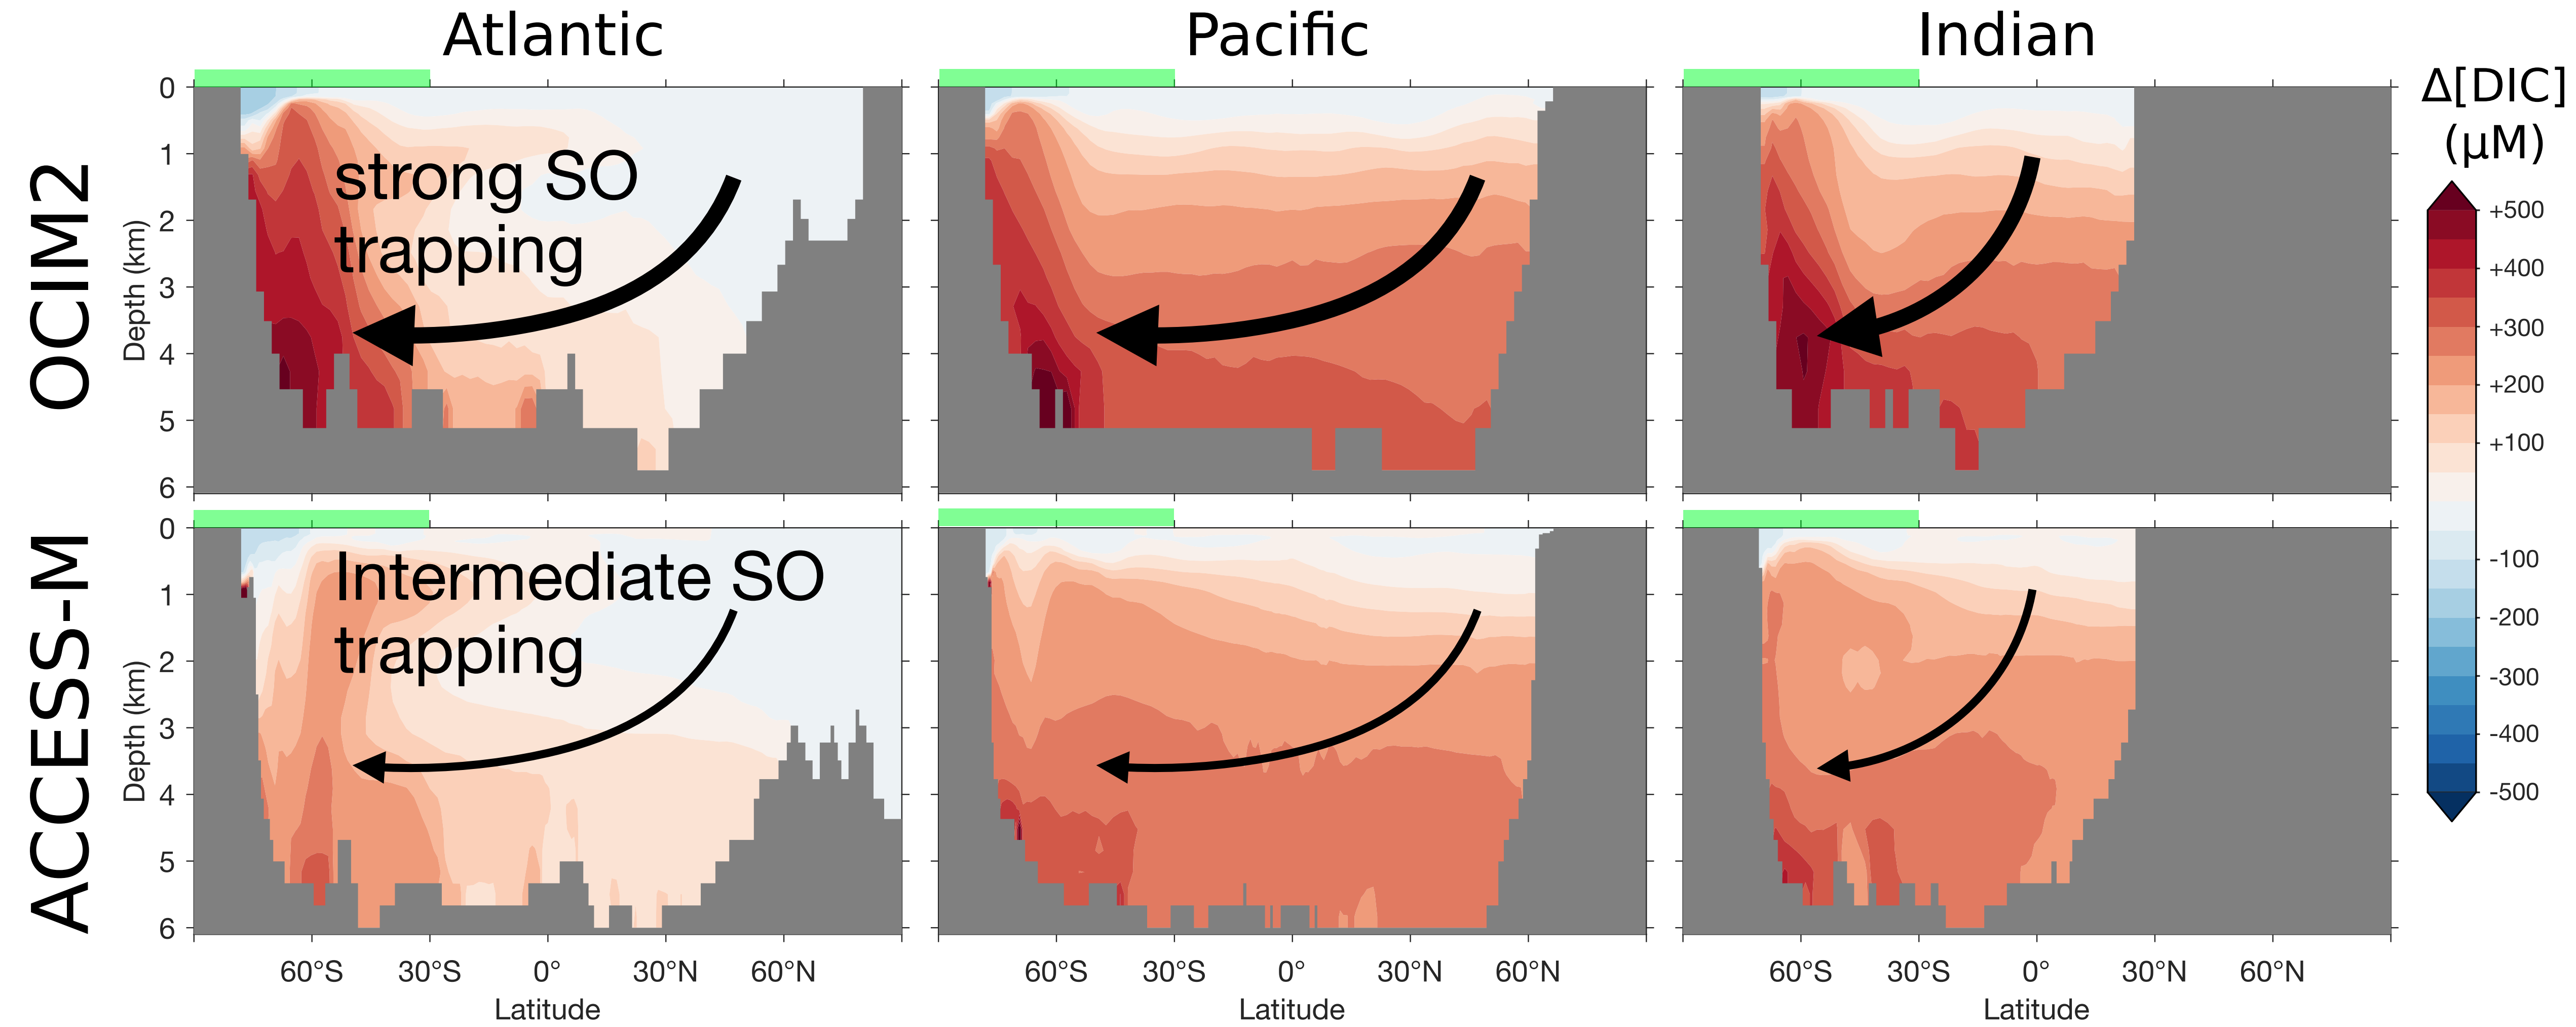 Atlantic
Pacific
Indian
OCIM2
Depth (km)
0
1
2
3
4
5
6
strong SO
trapping
Δ[DIC]
(µM)
+500
+400
+300
+200
+100
-100
-200
-300
-400
-500
ACCESS-M
Depth (km)
0
1
2
3
4
5
6
Intermediate SO
trapping
60°S 30°S 0° 30°N 60°N
60°S 30°S 0° 30°N 60°N
60°S 30°S 0° 30°N 60°N
Latitude
Latitude
Latitude